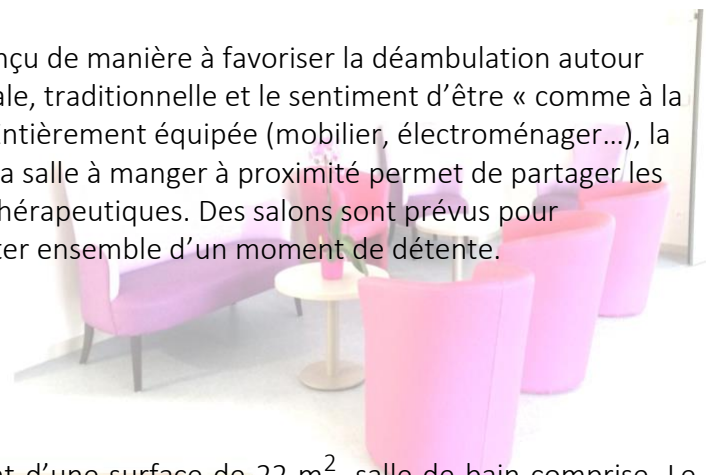 nçu de manière à favoriser la déambulation autour
ale, traditionnelle et le sentiment d'être « comme à la
ntièrement équipée (mobilier, électroménager…), la
a salle à manger à proximité permet de partager les
hérapeutiques. Des salons sont prévus pour
ter ensemble d'un moment de détente.
t d'une surface de 22 m², salle de bain comprise. Le